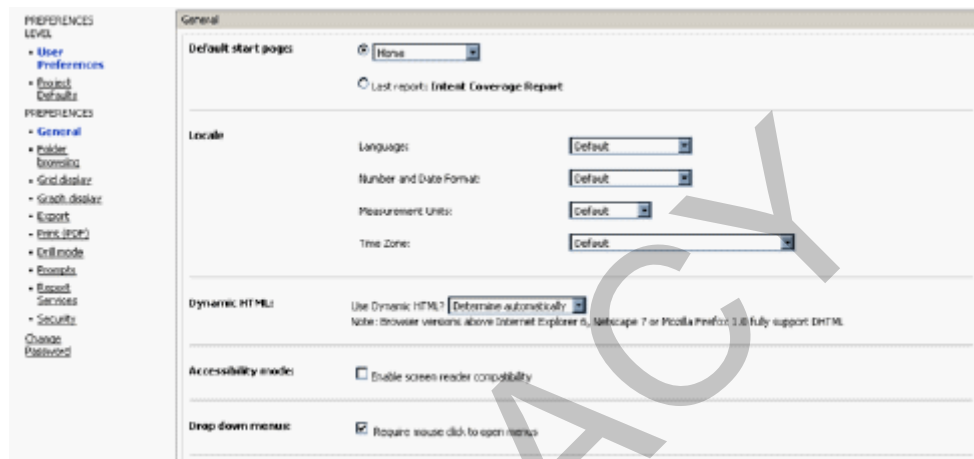 PREFERENCES
LEVEL
• User
Preferences
• Project
Defaults
PREFERENCES
• General
• Folder
browsing
• Grid display
• Graph display
• Export
• Print (PDF)
• Drill mode
• Prompts
• Report
Services
• Security
Change
Password
General
Default start page:
Home
Last report: Intent Coverage Report
Locale
Language: Default
Number and Date Format: Default
Measurement Units: Default
Time Zone: Default
Dynamic HTML:
Use Dynamic HTML? Determine automatically
Note: Browser versions above Internet Explorer 6, Netscape 7 or Mozilla Firefox 1.0 fully support DHTML
Accessibility mode:
Enable screen reader compatibility
Drop down menus:
Require mouse click to open menus
ACY